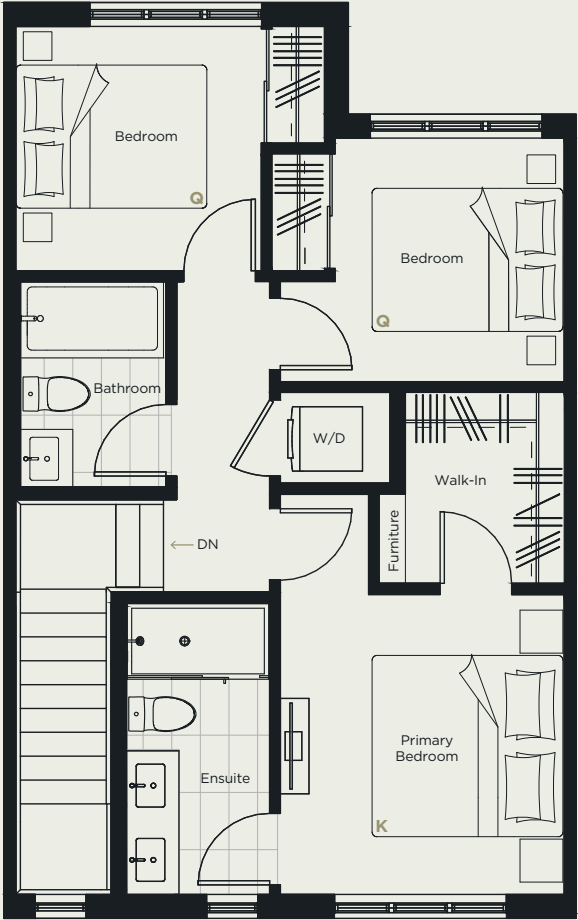 Bedroom
Q
Bedroom
Q
Bathroom
W/D
Walk-In
Furniture
DN
Primary
Bedroom
Ensuite
K